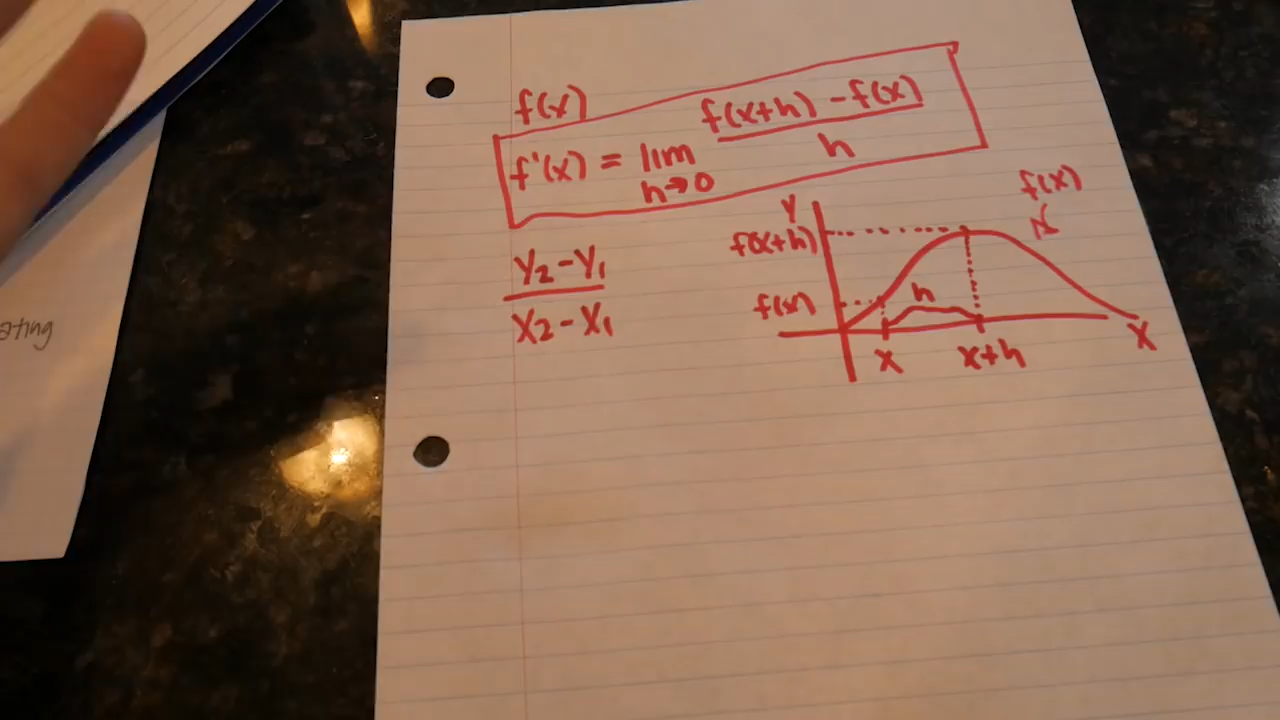 f(x)
f'(x) = lim h→0 f(x+h) - f(x) / h
Y2 - Y1
X2 - X1
Y
f(x)
f(x+h)
f(x)
h
x
x+h
X
ating